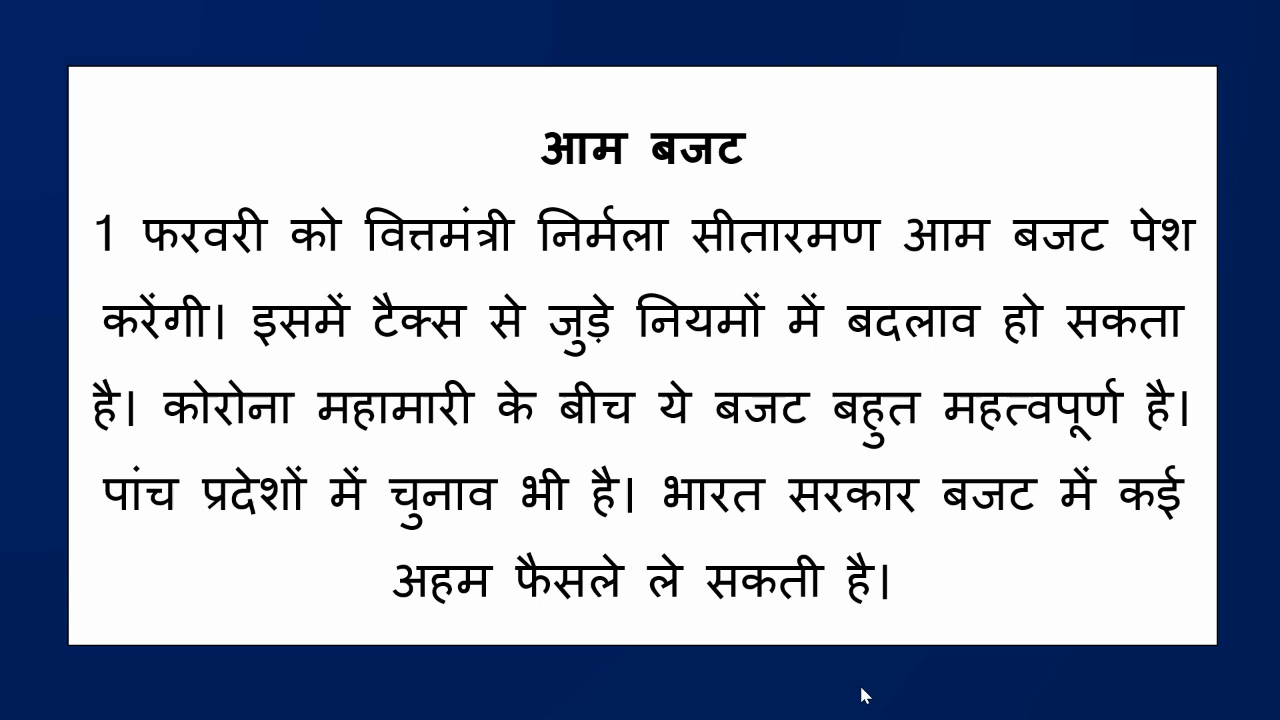 आम बजट
1 फरवरी को वित्तमंत्री निर्मला सीतारमण आम बजट पेश
करेंगी। इसमें टैक्स से जुड़े नियमों में बदलाव हो सकता
है। कोरोना महामारी के बीच ये बजट बहुत महत्वपूर्ण है।
पांच प्रदेशों में चुनाव भी है। भारत सरकार बजट में कई
अहम फैसले ले सकती है।